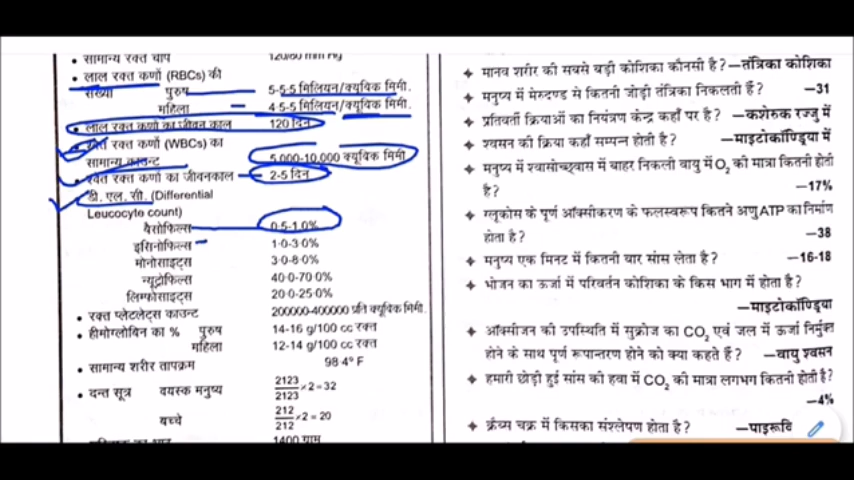 • सामान्य रक्त चाप 120/80 mm Hg
• लाल रक्त कणों (RBCs) की
संख्या पुरुष 5-5·5 मिलियन/क्यूविक मिमी.
महिला 4·5-5·5 मिलियन/क्यूविक मिमी.
• लाल रक्त कणों का जीवन काल 120 दिन
रक्त कणों (WBCs) का
सामान्य काउन्ट 5,000-10,000 क्यूविक मिमी
श्वेत रक्त कणों का जीवनकाल 2-5 दिन
डी. एल. सी. (Differential
Leucocyte count)
बैसोफिल्स 0·5-1·0%
इसिनोफिल्स 1·0-3·0%
मोनोसाइट्स 3·0-8·0%
न्यूट्रोफिल्स 40·0-70·0%
लिम्फोसाइट्स 20·0-25·0%
• रक्त प्लेटलेट्स काउन्ट 200000-400000 प्रति क्यूविक मिमी.
• हीमोग्लोबिन का % पुरुष 14-16 g/100 cc रक्त
महिला 12-14 g/100 cc रक्त
• सामान्य शरीर तापक्रम 98·4° F
• दन्त सूत्र वयस्क मनुष्य 2123/2123 × 2 = 32
बच्चे 212/212 × 2 = 20
1400 ग्राम
✦ मानव शरीर की सबसे बड़ी कोशिका कौनसी है? —तंत्रिका कोशिका
✦ मनुष्य में मेरुदण्ड से कितनी जोड़ी तंत्रिका निकलती हैं? —31
✦ प्रतिवर्ती क्रियाओं का नियंत्रण केन्द्र कहाँ पर है? —कशेरुक रज्जु में
✦ श्वसन की क्रिया कहाँ सम्पन्न होती है? —माइटोकॉण्ड्रिया में
✦ मनुष्य में श्वासोच्छ्वास में बाहर निकली वायु में O₂ की मात्रा कितनी होती
है? —17%
✦ ग्लूकोस के पूर्ण ऑक्सीकरण के फलस्वरूप कितने अणु ATP का निर्माण
होता है? —38
✦ मनुष्य एक मिनट में कितनी बार सांस लेता है? —16-18
✦ भोजन का ऊर्जा में परिवर्तन कोशिका के किस भाग में होता है?
—माइटोकॉण्ड्रिया
✦ ऑक्सीजन की उपस्थिति में सुक्रोज का CO₂ एवं जल में ऊर्जा निर्मुक्त
होने के साथ पूर्ण रूपान्तरण होने को क्या कहते हैं? —वायु श्वसन
✦ हमारी छोड़ी हुई सांस की हवा में CO₂ की मात्रा लगभग कितनी होती है?
—4%
✦ क्रैब्स चक्र में किसका संश्लेषण होता है? —पाइरूवि